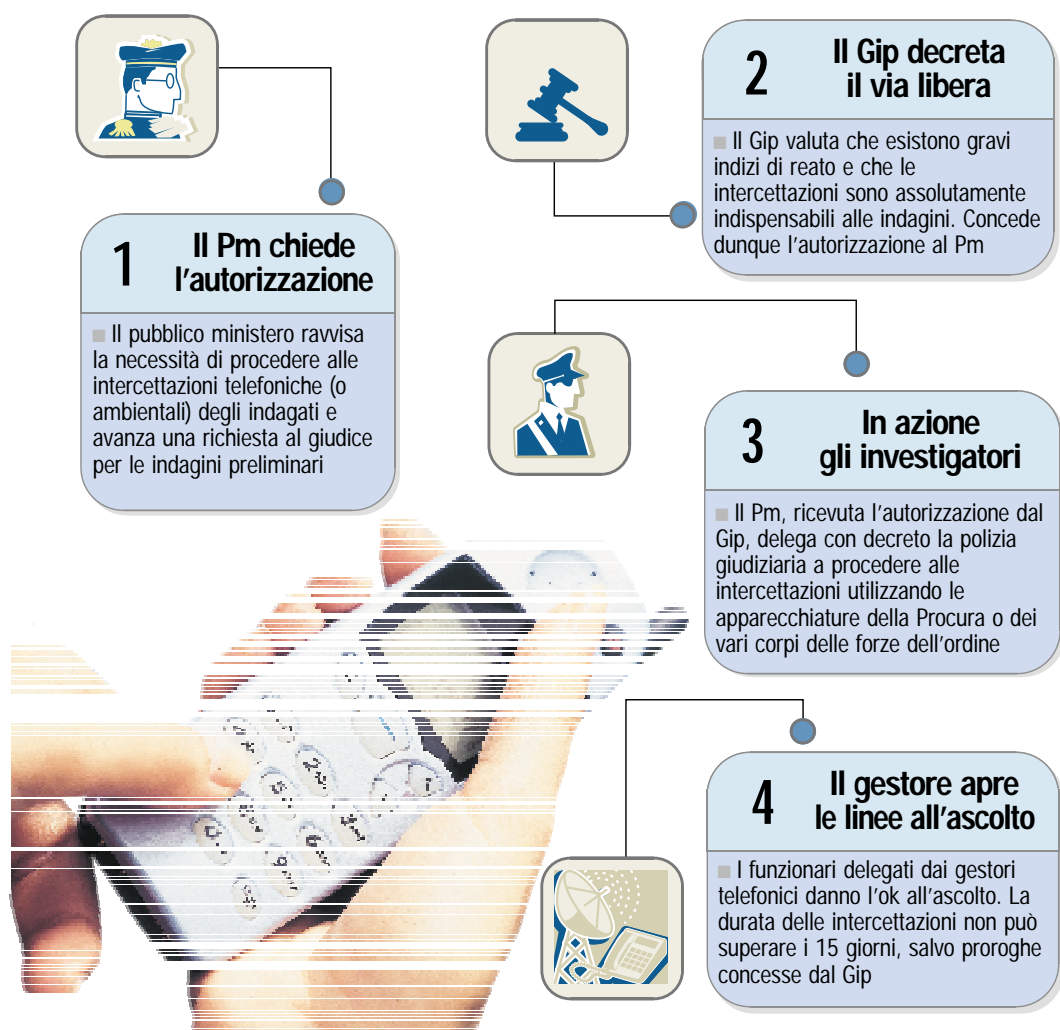 1
Il Pm chiede
l'autorizzazione
■ Il pubblico ministero ravvisa
la necessità di procedere alle
intercettazioni telefoniche (o
ambientali) degli indagati e
avanza una richiesta al giudice
per le indagini preliminari
2
Il Gip decreta
il via libera
■ Il Gip valuta che esistono gravi
indizi di reato e che le
intercettazioni sono assolutamente
indispensabili alle indagini. Concede
dunque l'autorizzazione al Pm
3
In azione
gli investigatori
■ Il Pm, ricevuta l'autorizzazione dal
Gip, delega con decreto la polizia
giudiziaria a procedere alle
intercettazioni utilizzando le
apparecchiature della Procura o dei
vari corpi delle forze dell'ordine
4
Il gestore apre
le linee all'ascolto
■ I funzionari delegati dai gestori
telefonici danno l'ok all'ascolto. La
durata delle intercettazioni non può
superare i 15 giorni, salvo proroghe
concesse dal Gip